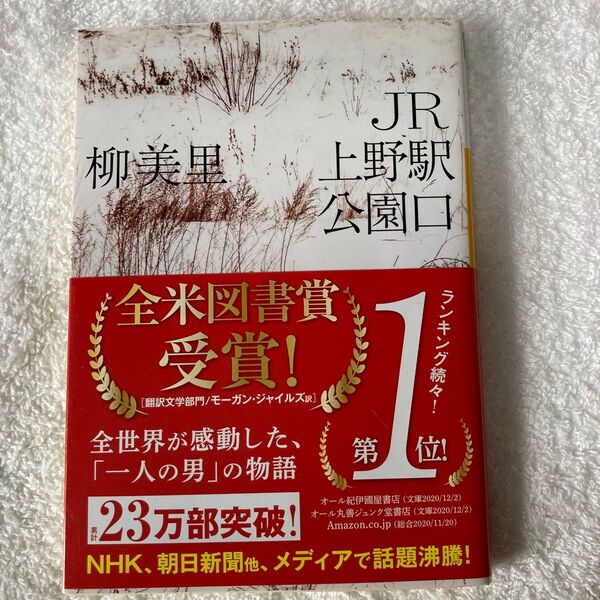 JR
上野駅
公園口
柳美里
全米図書賞
受賞!
[翻訳文学部門/モーガン・ジャイルズ訳]
全世界が感動した、
「一人の男」の物語
累計
23万部突破!
ランキング続々!
第1位!
オール紀伊國屋書店(文庫2020/12/2)
オール丸善ジュンク堂書店(文庫2020/12/2)
Amazon.co.jp(総合2020/11/20)
NHK、朝日新聞他、メディアで話題沸騰!